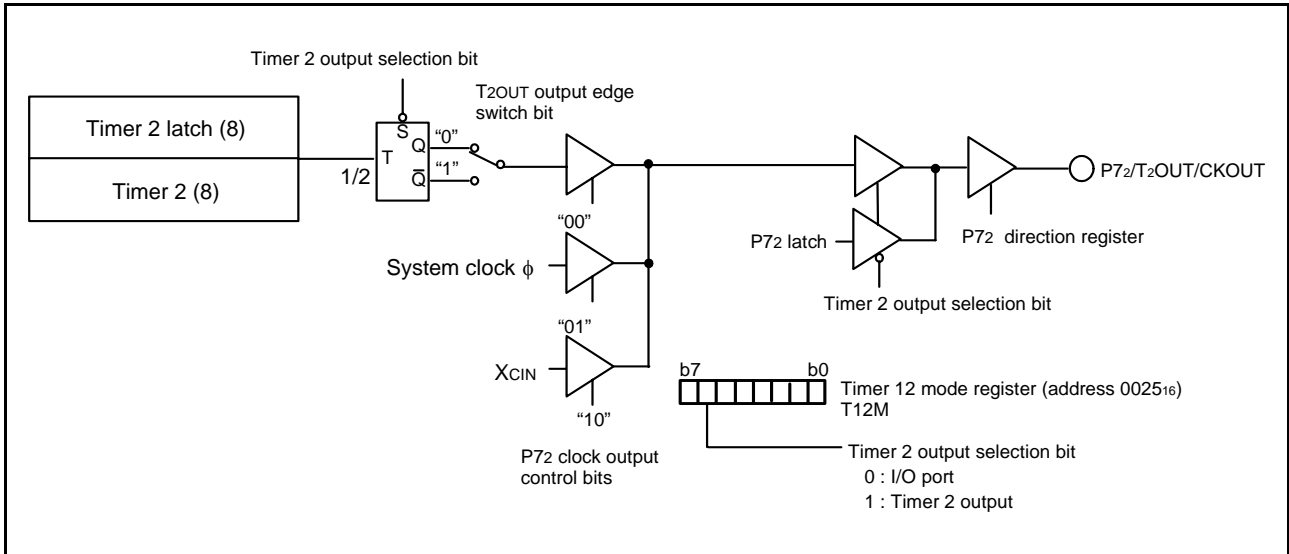 Timer 2 output selection bit
T2OUT output edge
switch bit
Timer 2 latch (8)
Timer 2 (8)
S
T
Q
Q̅
1/2
“0”
“1”
“00”
System clock ϕ
“01”
XCIN
“10”
P72 clock output
control bits
P72 latch
Timer 2 output selection bit
P72 direction register
P72/T2OUT/CKOUT
b7
b0
Timer 12 mode register (address 002516)
T12M
Timer 2 output selection bit
0 : I/O port
1 : Timer 2 output